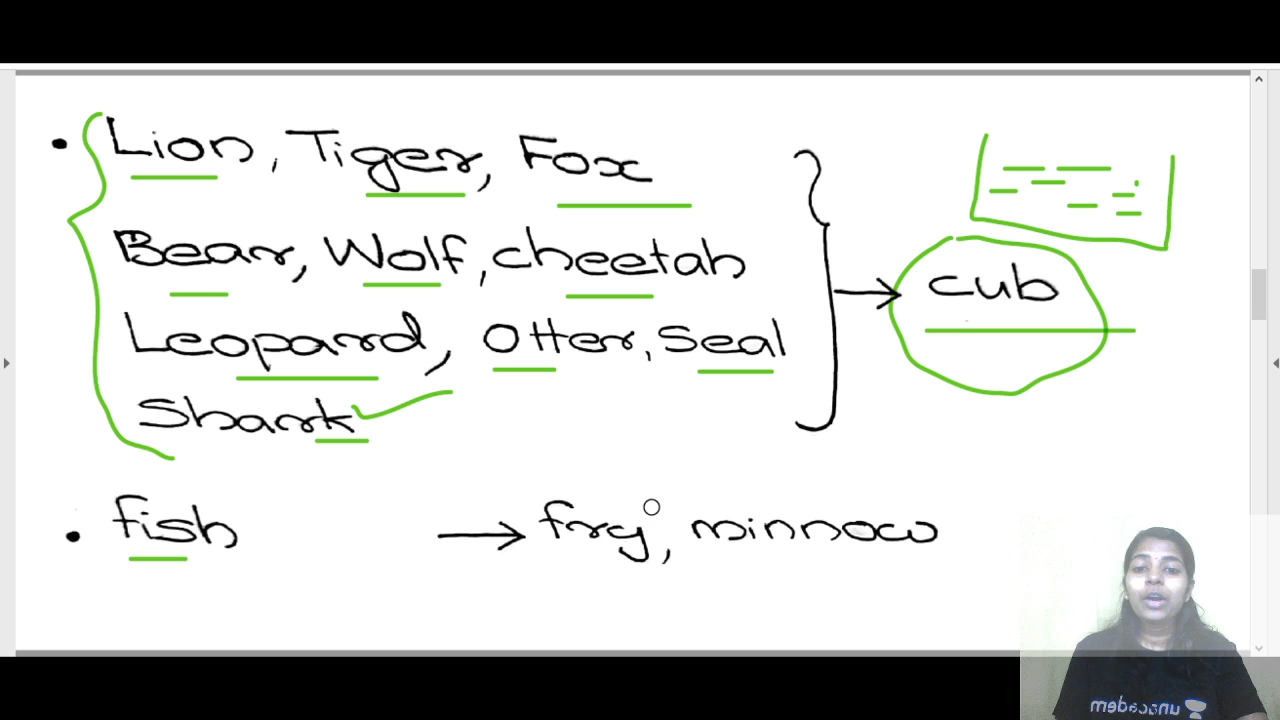 • Lion, Tiger, Fox
Bear, Wolf, cheetah
Leopard, Otter, Seal
Shark
→ cub
• fish → fry, minnow
unacadem